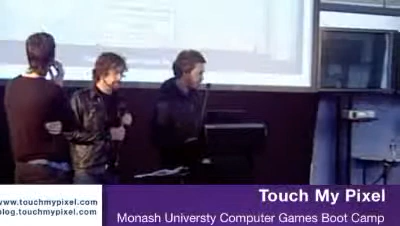 Touch My Pixel
www.touchmypixel.com
blog.touchmypixel.com
Monash Universty Computer Games Boot Camp